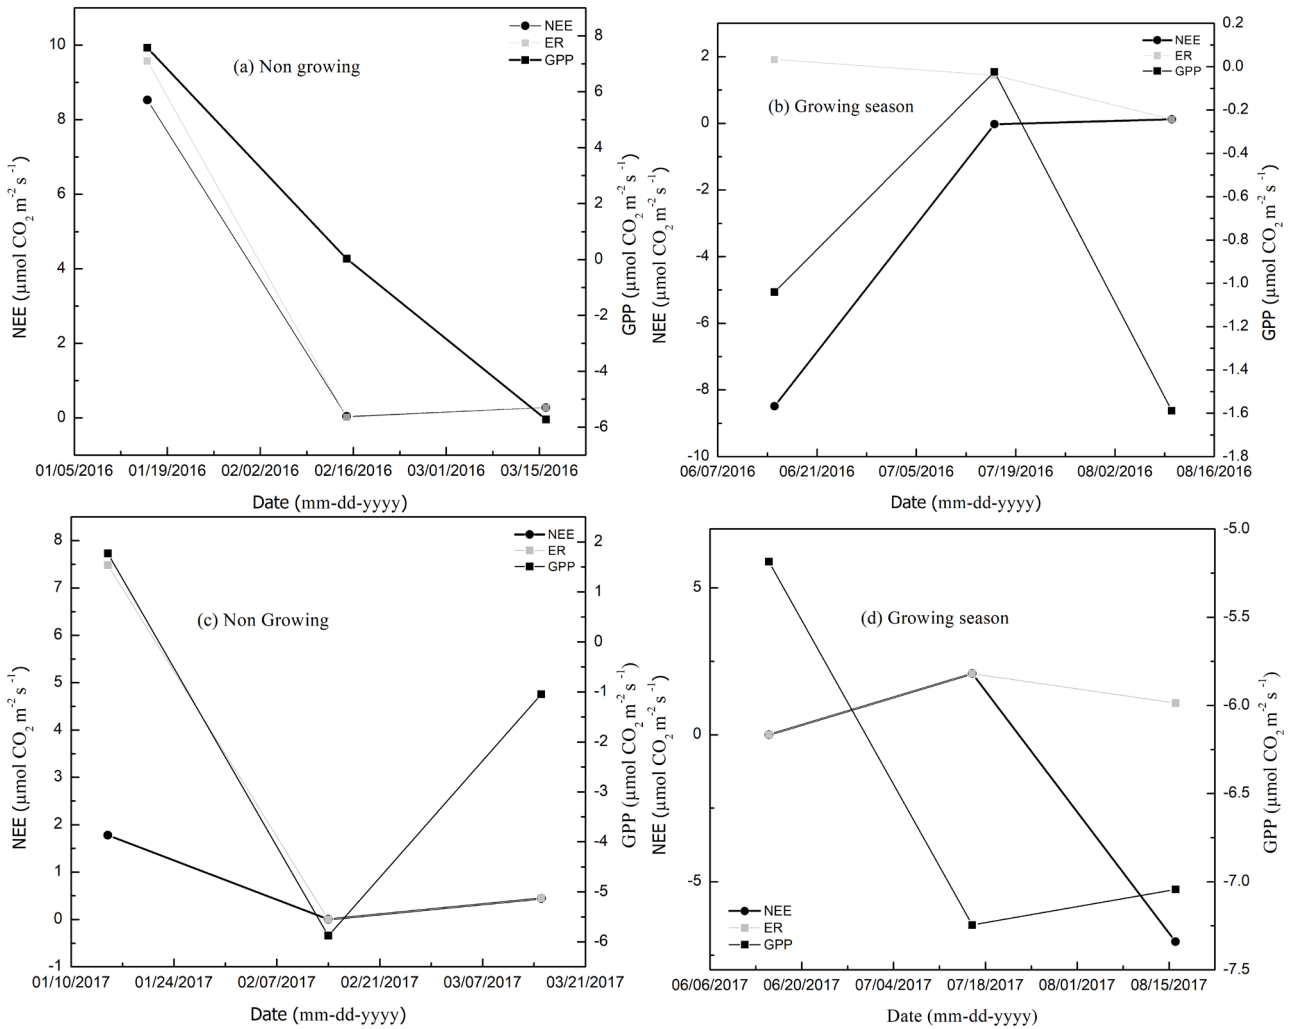 NEE
ER
GPP
(a) Non growing
10
8
6
4
2
0
8
6
4
2
0
-2
-4
-6
NEE (µmol CO2 m-2 s-1)
GPP (µmol CO2 m-2 s-1)
01/05/2016 01/19/2016 02/02/2016 02/16/2016 03/01/2016 03/15/2016
Date (mm-dd-yyyy)
NEE
ER
GPP
(b) Growing season
2
0
-2
-4
-6
-8
-10
0.2
0.0
-0.2
-0.4
-0.6
-0.8
-1.0
-1.2
-1.4
-1.6
-1.8
NEE (µmol CO2 m-2 s-1)
GPP (µmol CO2 m-2 s-1)
06/07/2016 06/21/2016 07/05/2016 07/19/2016 08/02/2016 08/16/2016
Date (mm-dd-yyyy)
NEE
ER
GPP
(c) Non Growing
8
7
6
5
4
3
2
1
0
-1
2
1
0
-1
-2
-3
-4
-5
-6
NEE (µmol CO2 m-2 s-1)
GPP (µmol CO2 m-2 s-1)
01/10/2017 01/24/2017 02/07/2017 02/21/2017 03/07/2017 03/21/2017
Date (mm-dd-yyyy)
(d) Growing season
5
0
-5
-5.0
-5.5
-6.0
-6.5
-7.0
-7.5
NEE (µmol CO2 m-2 s-1)
GPP (µmol CO2 m-2 s-1)
NEE
ER
GPP
06/06/2017 06/20/2017 07/04/2017 07/18/2017 08/01/2017 08/15/2017
Date (mm-dd-yyyy)